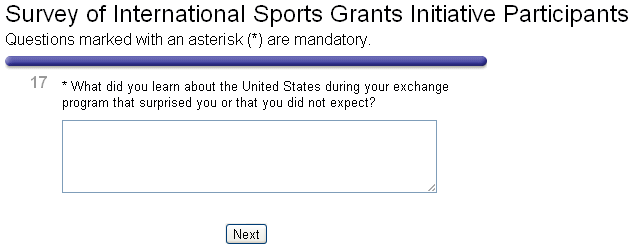 Survey of International Sports Grants Initiative Participants
Questions marked with an asterisk (*) are mandatory.
17 * What did you learn about the United States during your exchange
program that surprised you or that you did not expect?
Next